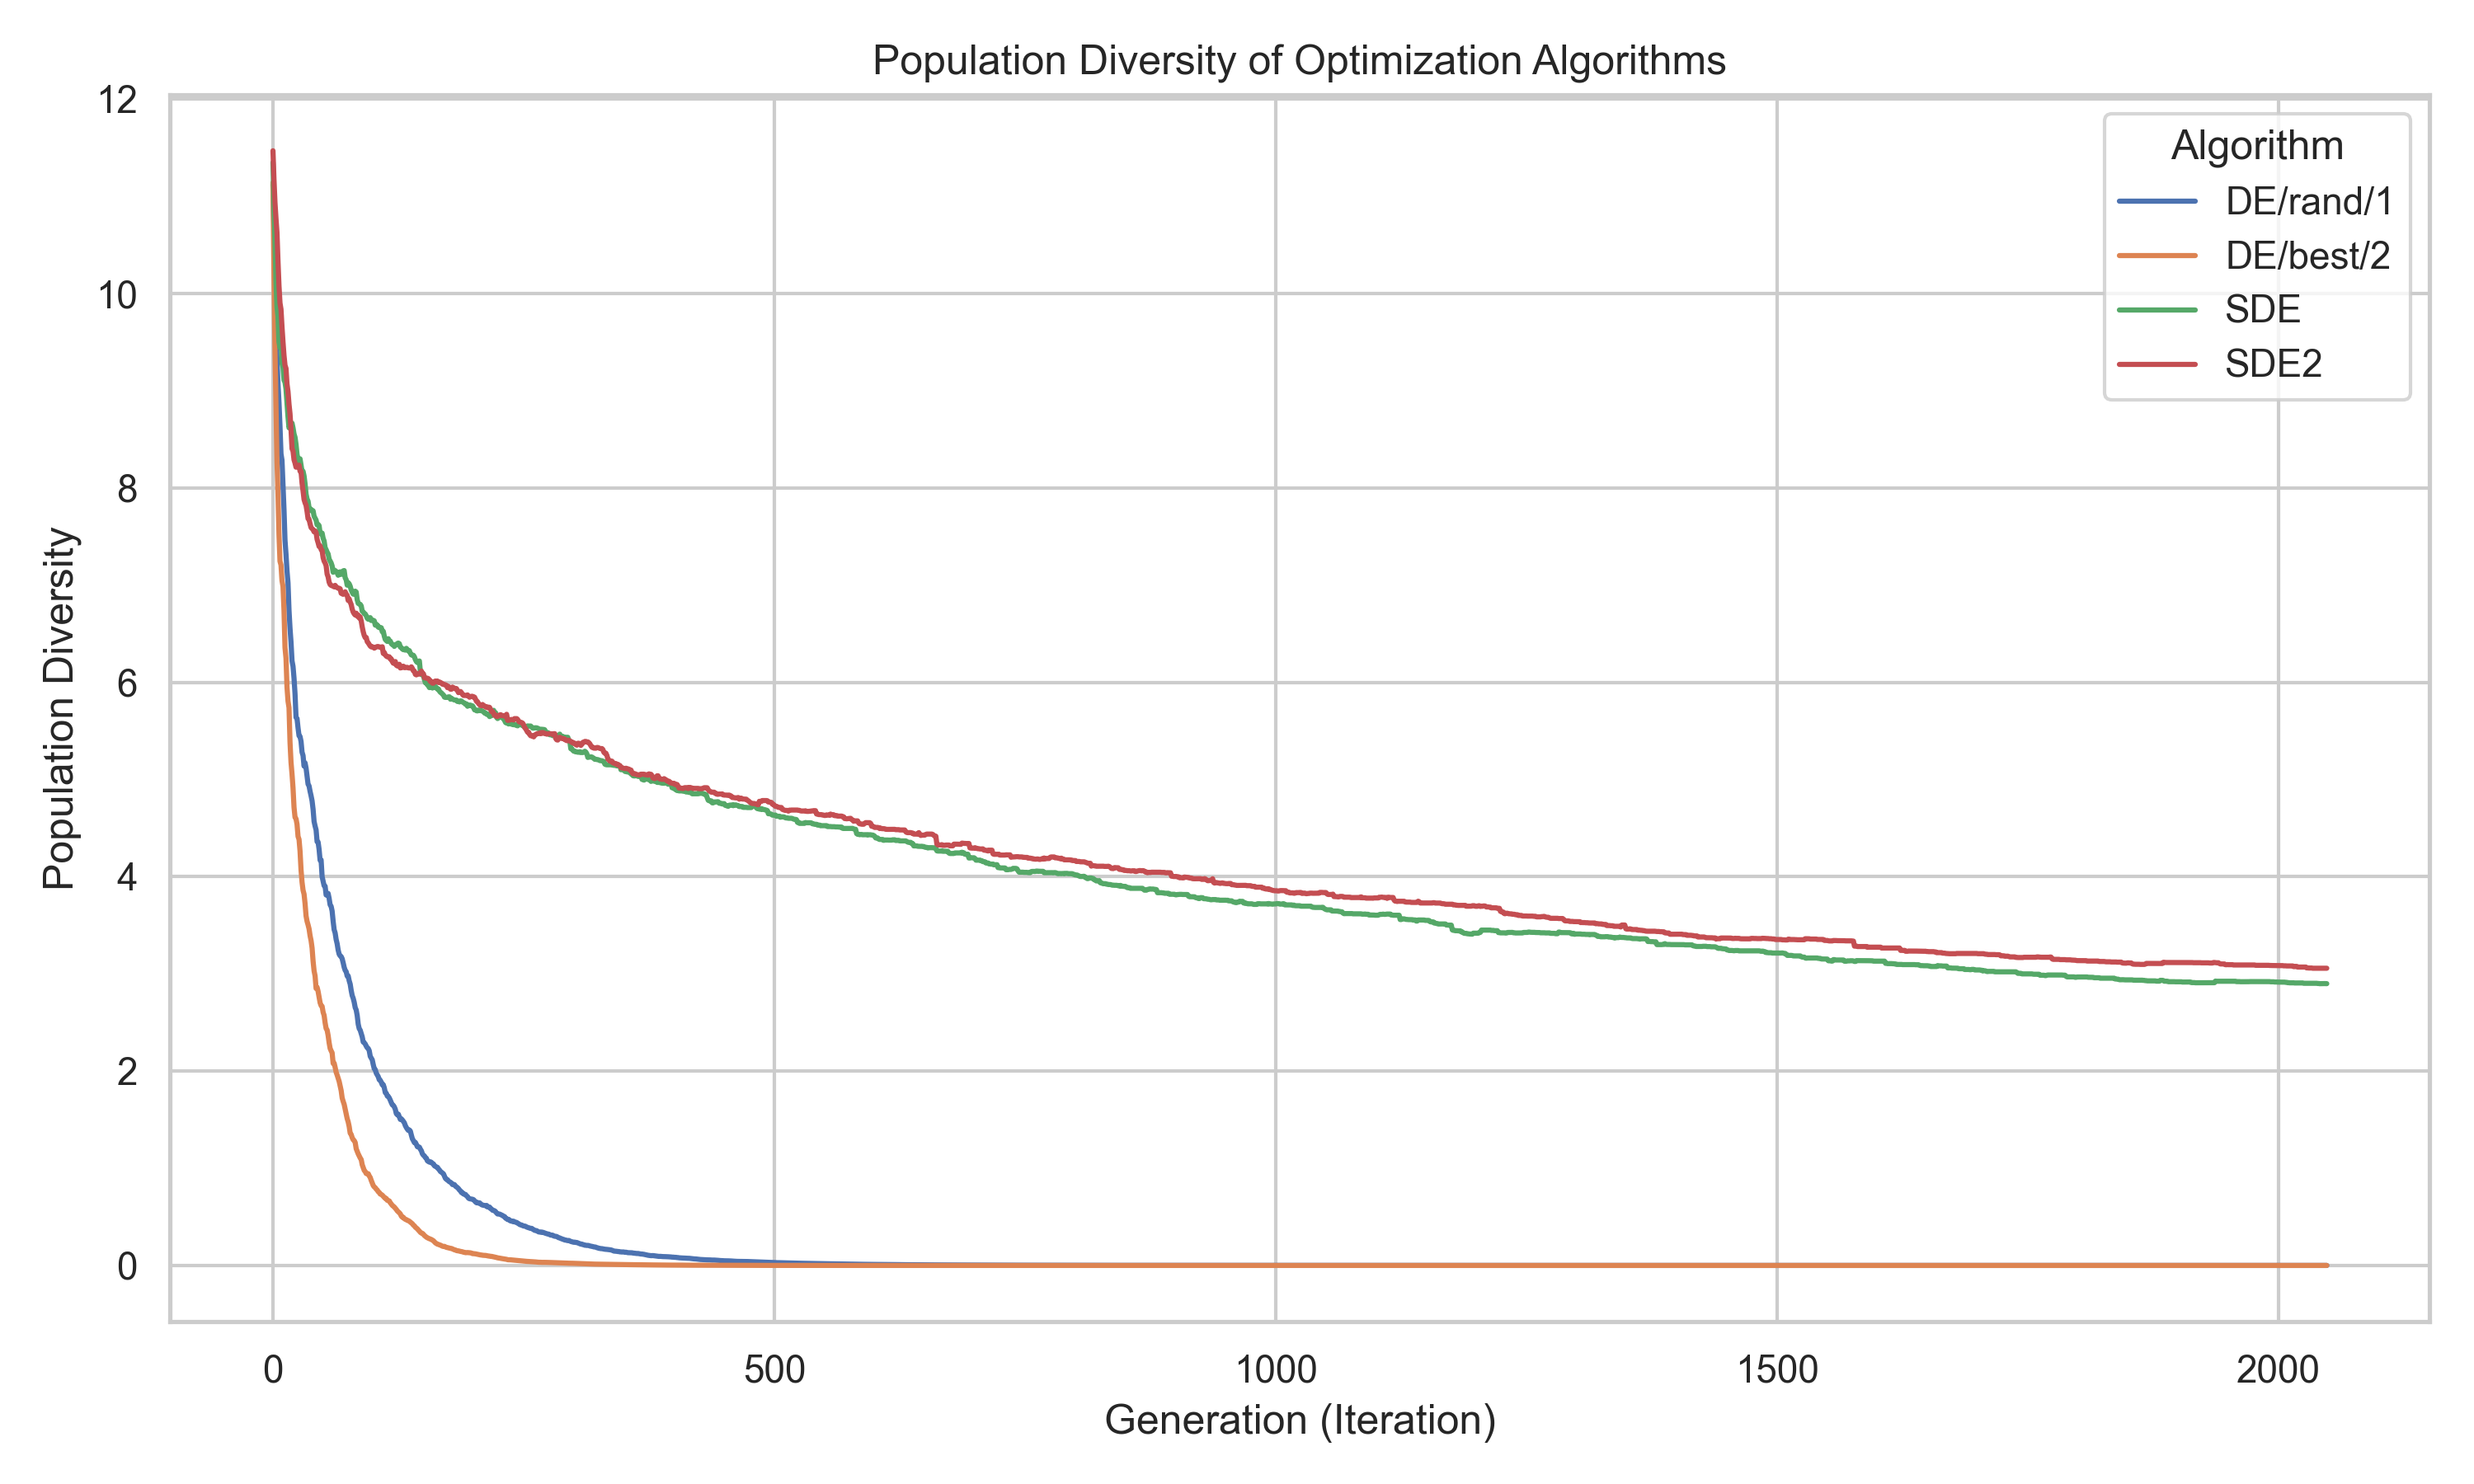 Population Diversity of Optimization Algorithms
12
10
8
6
4
2
0
Population Diversity
Algorithm
DE/rand/1
DE/best/2
SDE
SDE2
0 500 1000 1500 2000
Generation (Iteration)